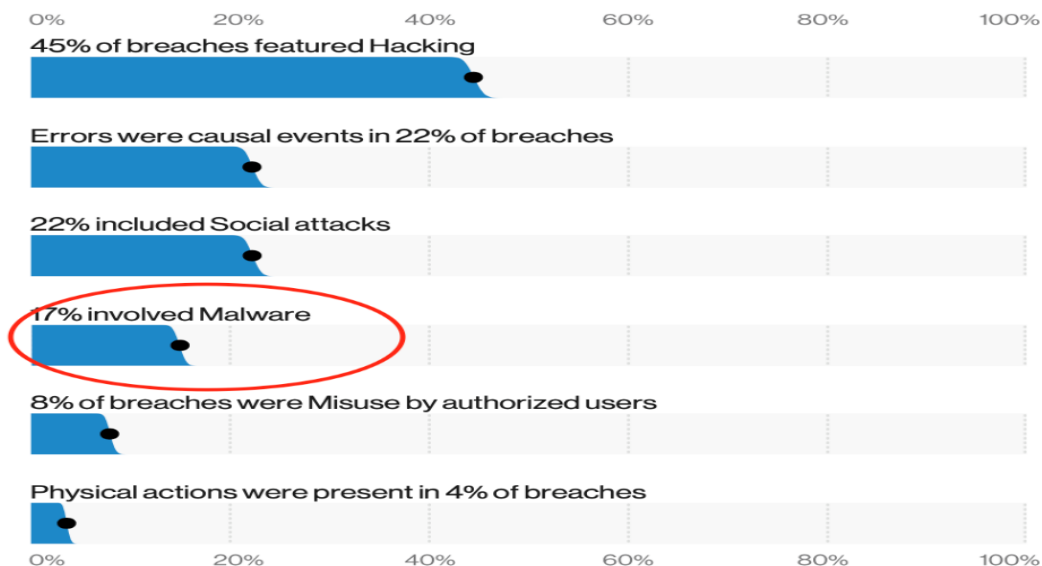 0% 20% 40% 60% 80% 100%
45% of breaches featured Hacking
Errors were causal events in 22% of breaches
22% included Social attacks
17% involved Malware
8% of breaches were Misuse by authorized users
Physical actions were present in 4% of breaches
0% 20% 40% 60% 80% 100%